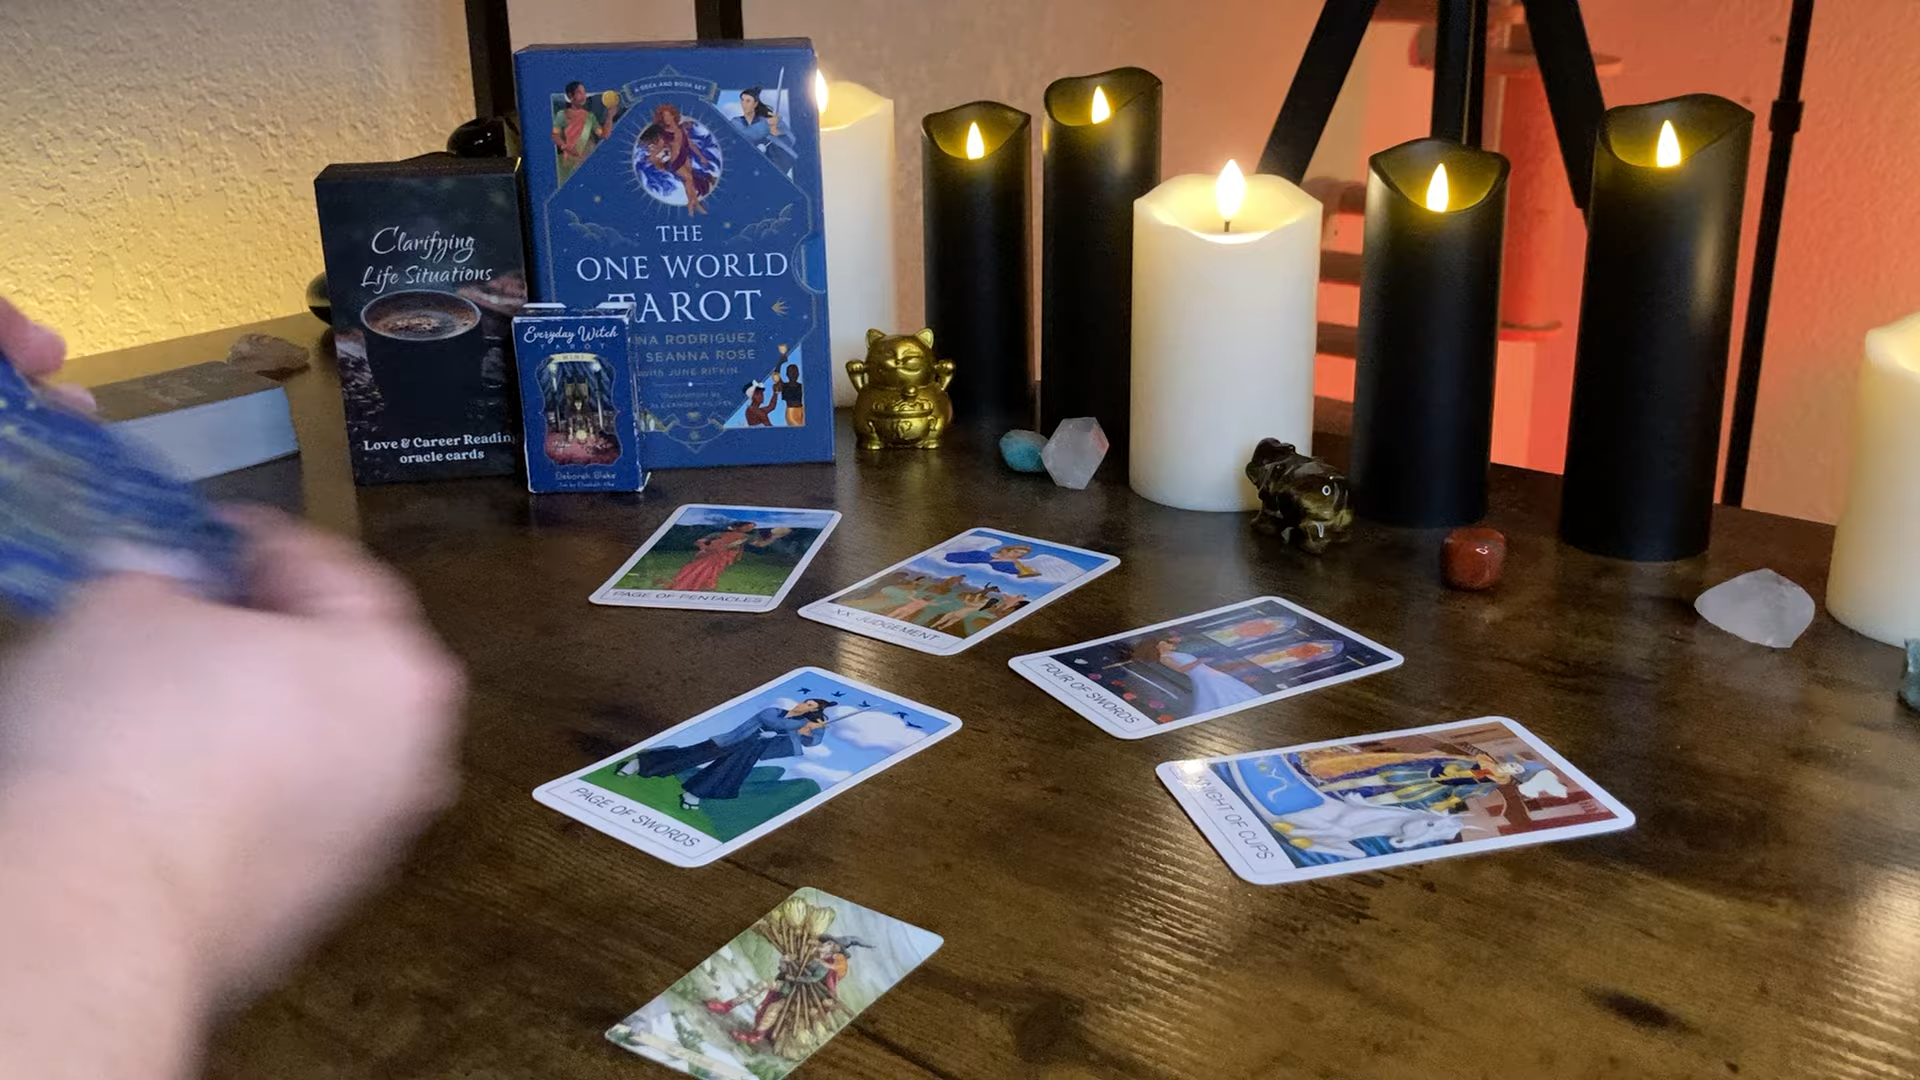 A DECK AND BOOK SET
THE
ONE WORLD
TAROT
RODRIGUEZ
SEANNA ROSE
WITH JUNE RIFKIN
Clarifying
Life Situations
Love & Career Reading
oracle cards
Everyday Witch
TAROT
MINI
Deborah Blake
PAGE OF PENTACLES
XX JUDGEMENT
FOUR OF SWORDS
PAGE OF SWORDS
KNIGHT OF CUPS